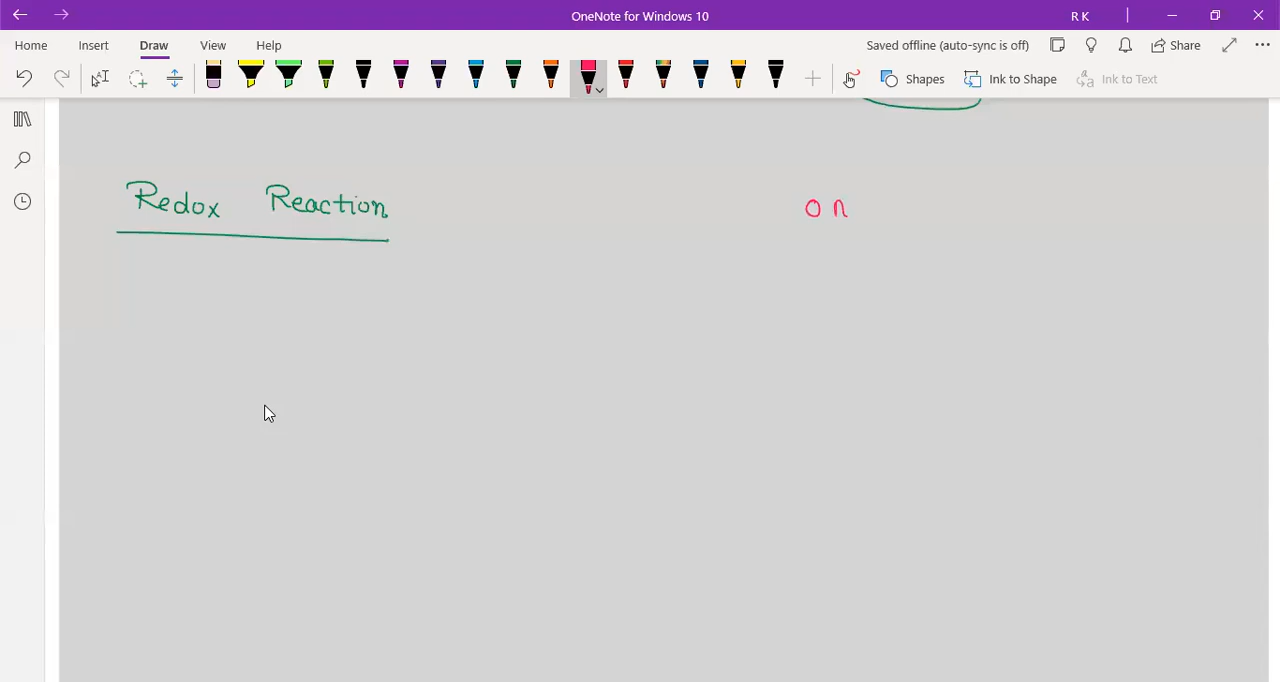 OneNote for Windows 10
R K
Home Insert Draw View Help
Saved offline (auto-sync is off)
Share
Shapes
Ink to Shape
Ink to Text
Redox Reaction
on